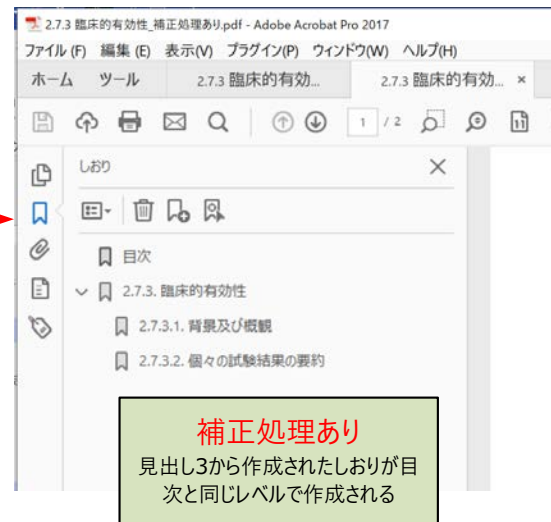 2.7.3 臨床的有効性_補正処理あり.pdf - Adobe Acrobat Pro 2017
ファイル(F) 編集(E) 表示(V) プラグイン(P) ウィンドウ(W) ヘルプ(H)
ホーム ツール 2.7.3 臨床的有効... 2.7.3 臨床的有効... ×
1 / 2
しおり
目次
2.7.3. 臨床的有効性
2.7.3.1. 背景及び概観
2.7.3.2. 個々の試験結果の要約
補正処理あり
見出し3から作成されたしおりが目
次と同じレベルで作成される